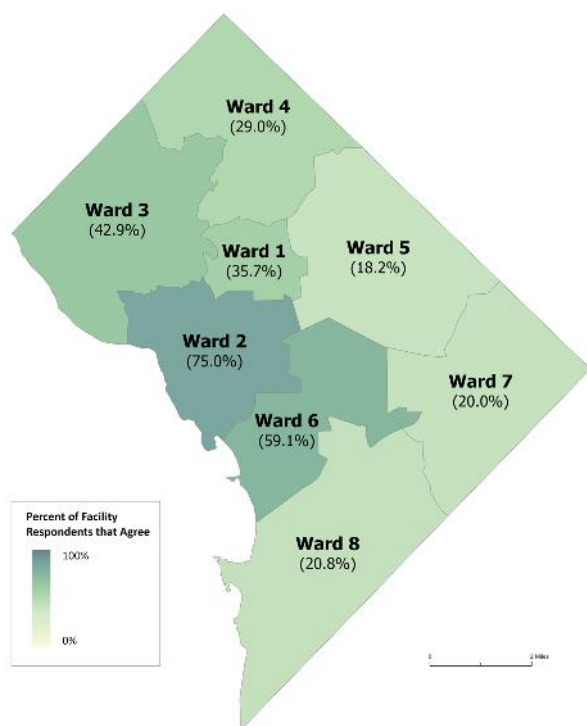 Ward 4
(29.0%)
Ward 3
(42.9%)
Ward 1
(35.7%)
Ward 5
(18.2%)
Ward 2
(75.0%)
Ward 7
(20.0%)
Ward 6
(59.1%)
Ward 8
(20.8%)
Percent of Facility
Respondents that Agree
100%
0%
2 Miles